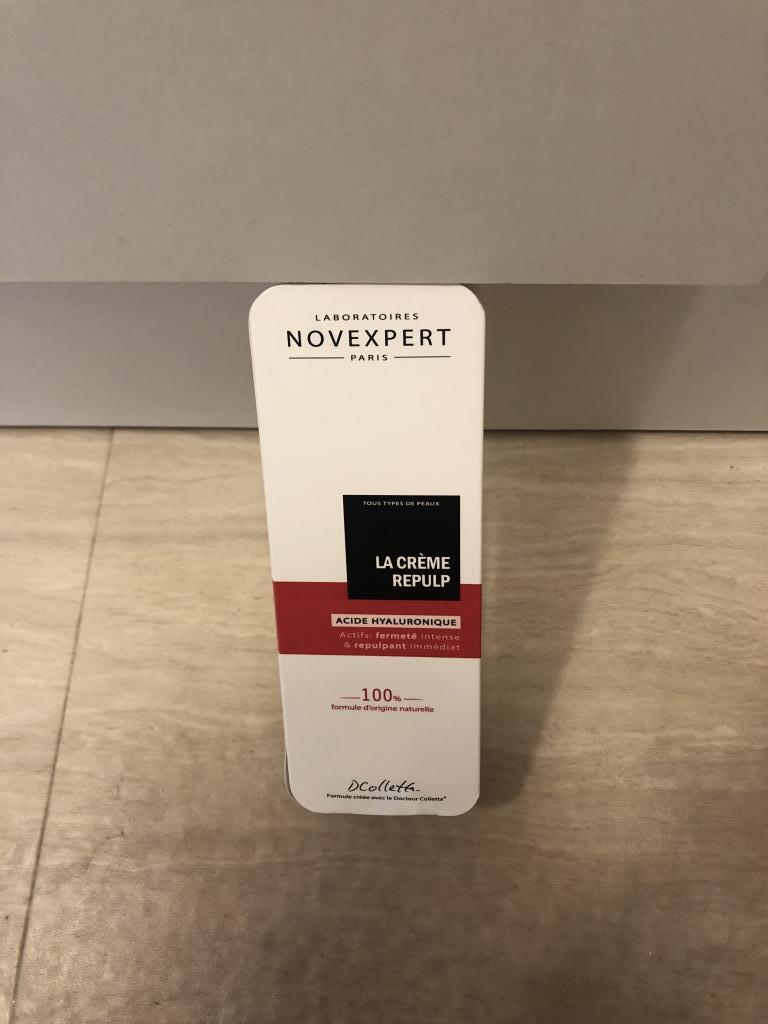 LABORATOIRES
NOVEXPERT
PARIS
TOUS TYPES DE PEAUX
LA CRÈME
REPULP
ACIDE HYALURONIQUE
Actifs: fermeté intense
& repulpant immédiat
100%
formule d'origine naturelle
DColletta
Formule créée avec le Docteur Colletta*